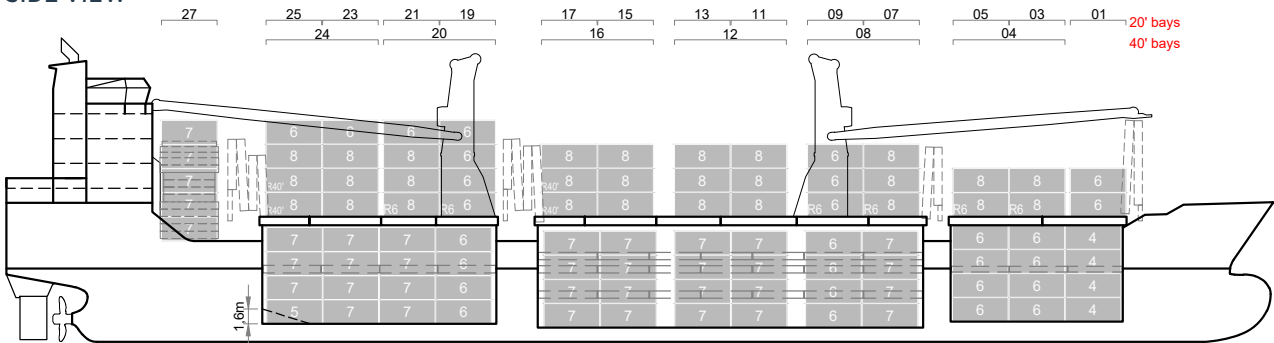 SIDE VIEW
27 25 23 21 19 17 15 13 11 09 07 05 03 01 20' bays
24 20 16 12 08 04 40' bays
7 6 6 6 6
7 8 8 8 6 8 8 8 8 6 8
7 R40' 8 8 8 6 R40' 8 8 8 8 6 8 8 8 6
7 R40' 8 8 R6 8 R6 6 R40' 8 8 8 8 R6 6 R6 8 R6 8 R6 8 6
7
7 7 7 6 7 7 7 7 6 7 6 6 4
7 7 7 6 7 7 7 7 6 7 6 6 4
7 7 7 6 7 7 7 7 6 7 6 6 4
5 7 7 6 7 7 7 7 6 7 6 6 4
1,6m